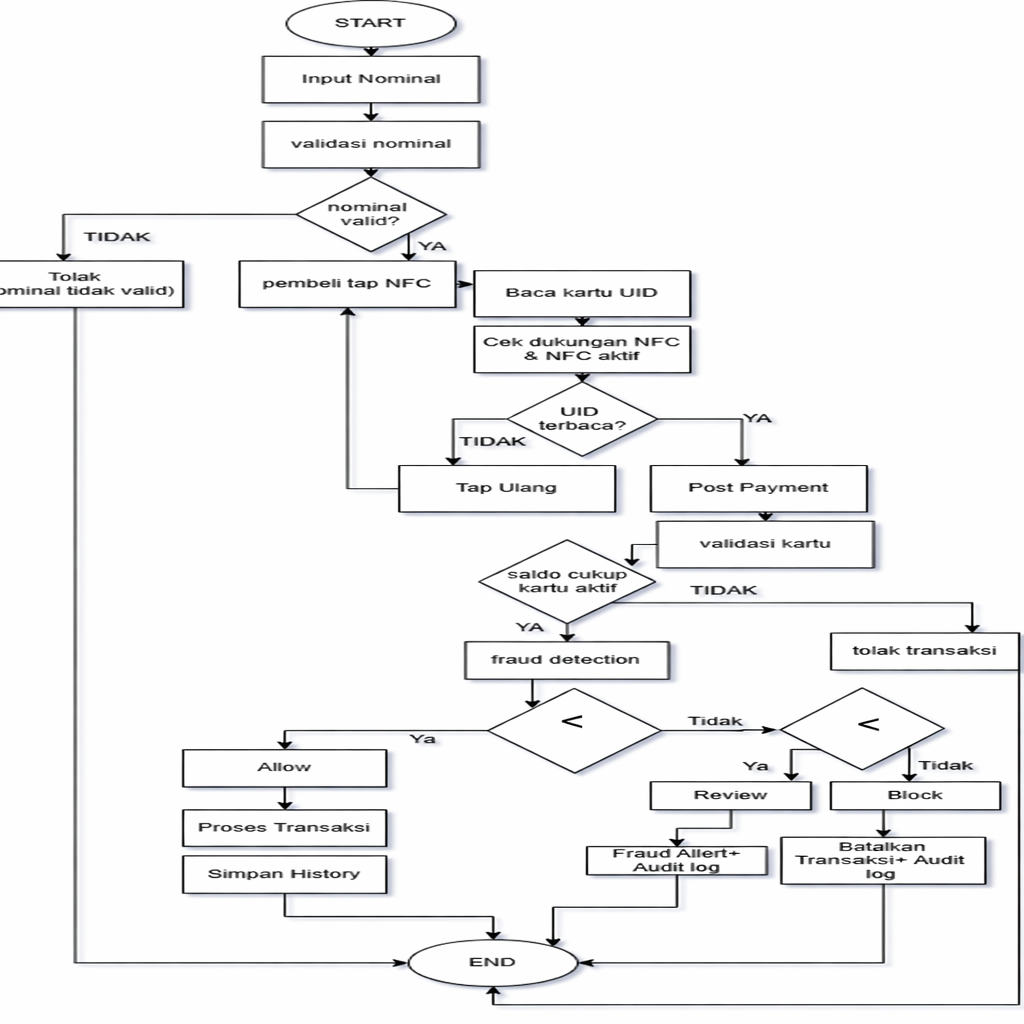 START
Input Nominal
validasi nominal
nominal
valid?
TIDAK
YA
Tolak
ominal tidak valid)
pembeli tap NFC
Baca kartu UID
Cek dukungan NFC
& NFC aktif
UID
terbaca?
TIDAK
YA
Tap Ulang
Post Payment
validasi kartu
saldo cukup
kartu aktif
TIDAK
YA
fraud detection
tolak transaksi
<
Ya
Tidak
<
Ya
Tidak
Allow
Review
Block
Proses Transaksi
Fraud Allert+
Audit log
Batalkan
Transaksi+ Audit
log
Simpan History
END